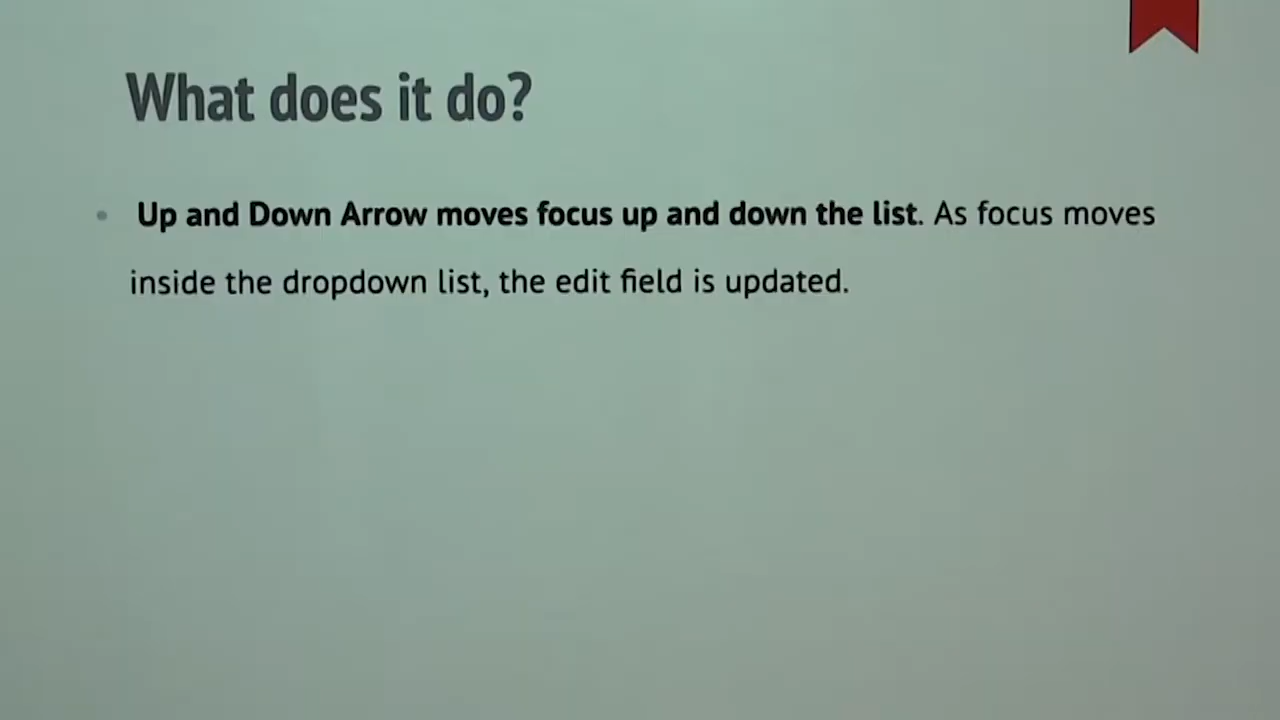 What does it do?
Up and Down Arrow moves focus up and down the list. As focus moves
inside the dropdown list, the edit field is updated.